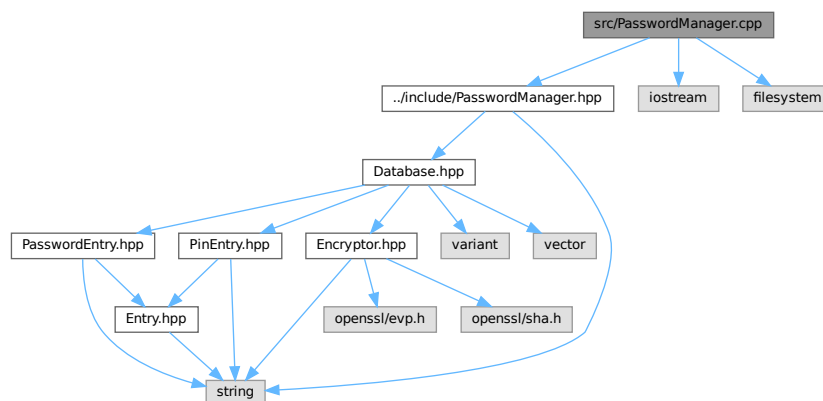 src/PasswordManager.cpp
../include/PasswordManager.hpp
iostream
filesystem
Database.hpp
PasswordEntry.hpp
PinEntry.hpp
Encryptor.hpp
variant
vector
Entry.hpp
openssl/evp.h
openssl/sha.h
string